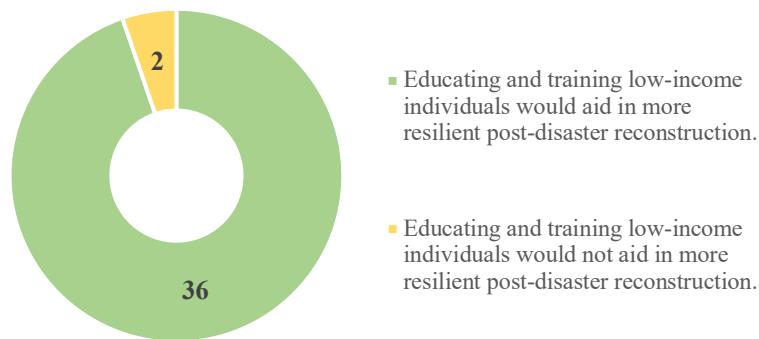 2
36
Educating and training low-income
individuals would aid in more
resilient post-disaster reconstruction.
Educating and training low-income
individuals would not aid in more
resilient post-disaster reconstruction.